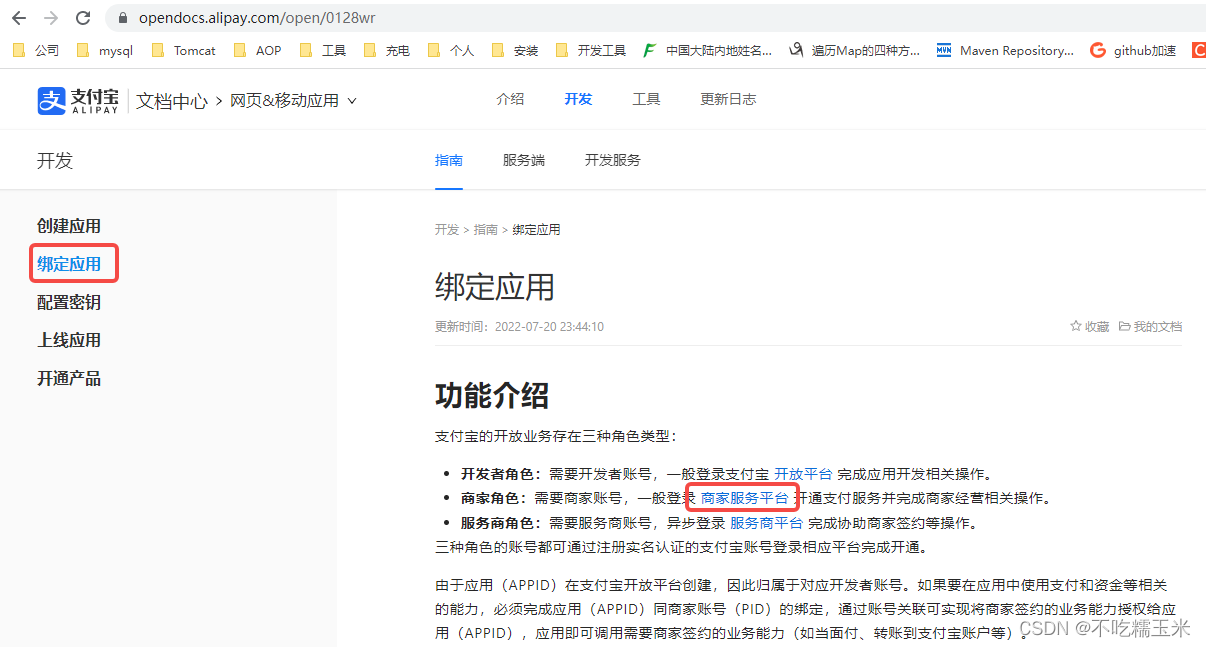 opendocs.alipay.com/open/0128wr
公司 mysql Tomcat AOP 工具 充电 个人 安装 开发工具 中国大陆内地姓名... 遍历Map的四种方... Maven Repository... github加速
支付宝 ALIPAY 文档中心 > 网页&移动应用 介绍 开发 工具 更新日志
开发 指南 服务端 开发服务
创建应用
绑定应用
配置密钥
上线应用
开通产品
开发 > 指南 > 绑定应用
绑定应用
更新时间：2022-07-20 23:44:10 收藏 我的文档
功能介绍
支付宝的开放业务存在三种角色类型：
• 开发者角色：需要开发者账号，一般登录支付宝 开放平台 完成应用开发相关操作。
• 商家角色：需要商家账号，一般登录 商家服务平台 开通支付服务并完成商家经营相关操作。
• 服务商角色：需要服务商账号，异步登录 服务商平台 完成协助商家签约等操作。
三种角色的账号都可通过注册实名认证的支付宝账号登录相应平台完成开通。
由于应用（APPID）在支付宝开放平台创建，因此归属于对应开发者账号。如果要在应用中使用支付和资金等相关
的能力，必须完成应用（APPID）同商家账号（PID）的绑定，通过账号关联可实现将商家签约的业务能力授权给应
用（APPID），应用即可调用需要商家签约的业务能力（如当面付、转账到支付宝账户等）。
CSDN @不吃糯玉米